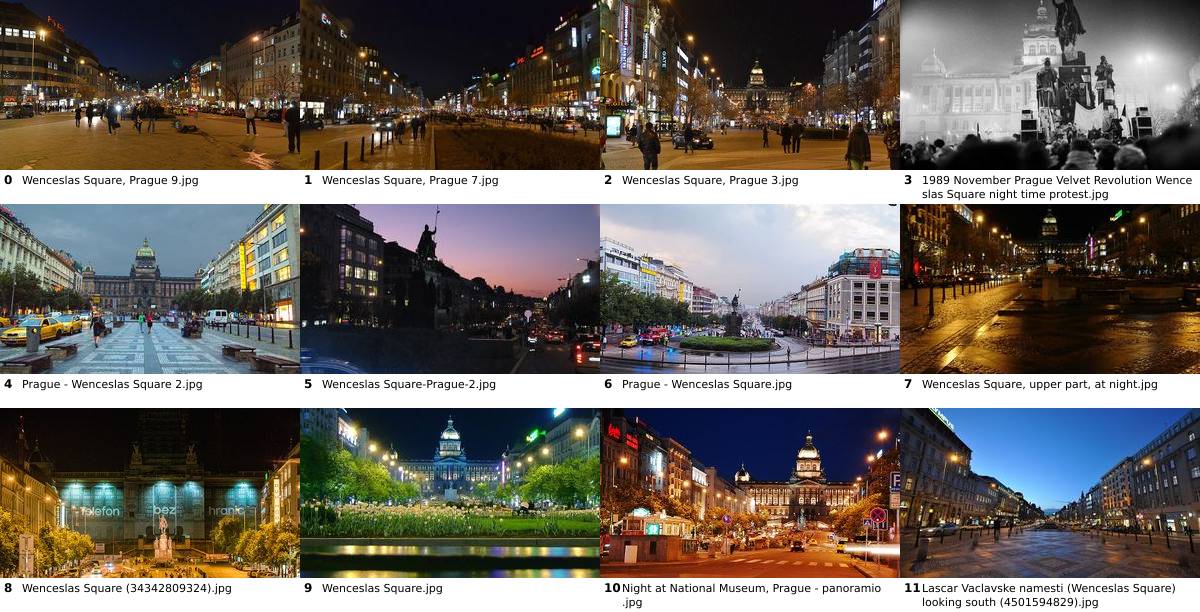 0 Wenceslas Square, Prague 9.jpg
1 Wenceslas Square, Prague 7.jpg
2 Wenceslas Square, Prague 3.jpg
3 1989 November Prague Velvet Revolution Wence
slas Square night time protest.jpg
4 Prague - Wenceslas Square 2.jpg
5 Wenceslas Square-Prague-2.jpg
6 Prague - Wenceslas Square.jpg
7 Wenceslas Square, upper part, at night.jpg
Telefon bez hranic
8 Wenceslas Square (34342809324).jpg
9 Wenceslas Square.jpg
10 Night at National Museum, Prague - panoramio
.jpg
11 Lascar Vaclavske namesti (Wenceslas Square)
looking south (4501594829).jpg